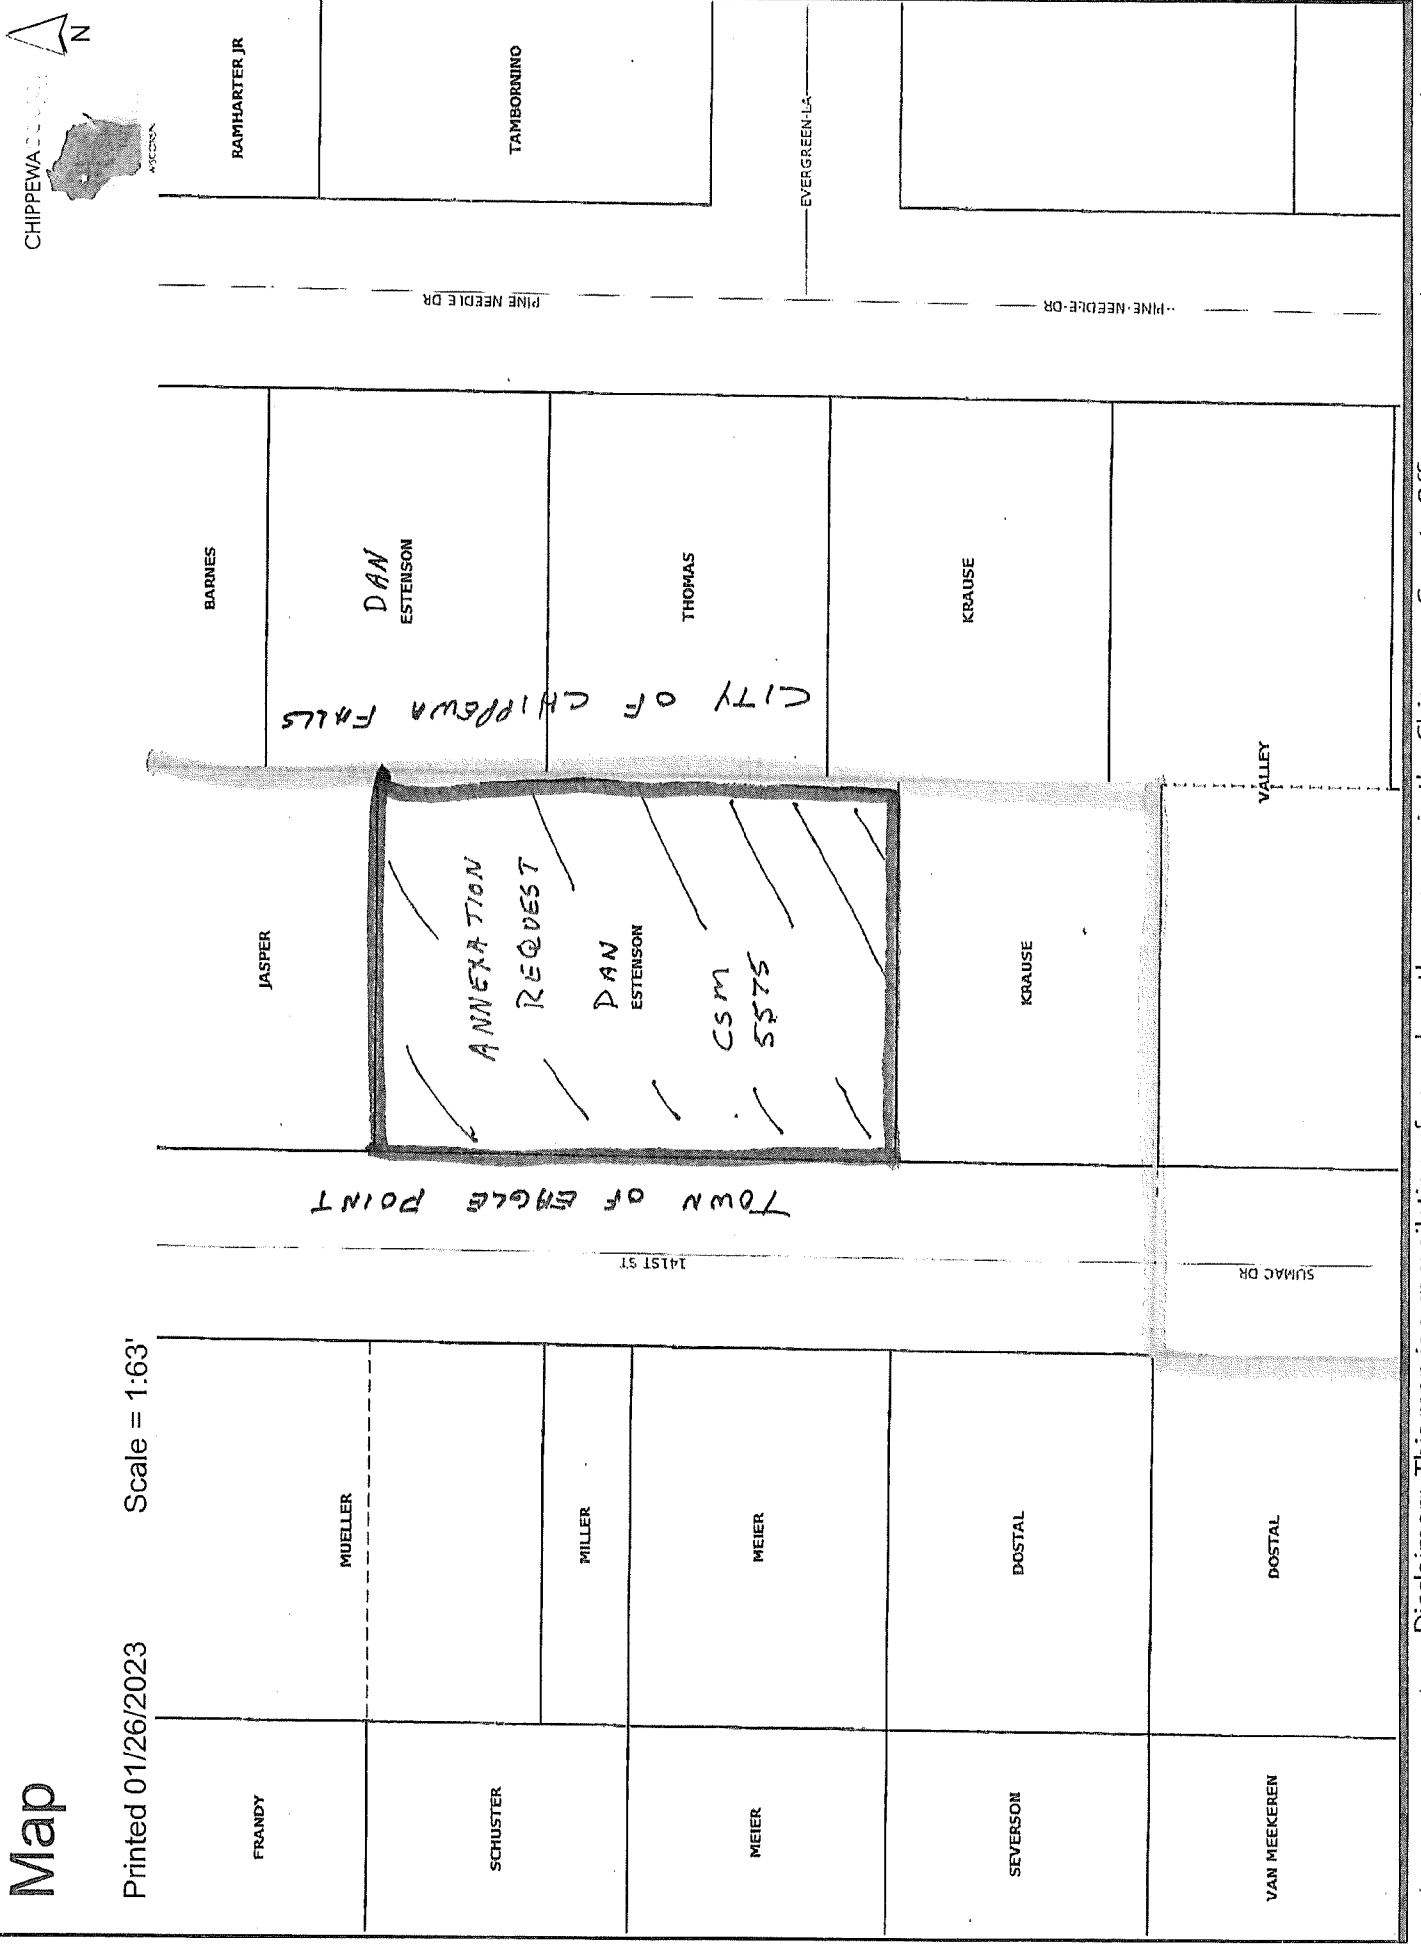 Map
Printed 01/26/2023 Scale = 1:63'
CHIPPEWA
WISCONSIN
N
FRANDY
MUELLER
JASPER
BARNES
RAMHARTER JR
SCHUSTER
MILLER
ANNEXATION
REQUEST
DAN
ESTENSON
CSM
5575
DAN
ESTENSON
TAMBORNINO
MEIER
MEIER
THOMAS
SEVERSON
DOSTAL
KRAUSE
KRAUSE
VAN MEEKEREN
DOSTAL
VALLEY
141ST ST
SUMAC DR
TOWN OF EAGLE POINT
CITY OF CHIPPEWA FALLS
PINE NEEDLE DR
PINE NEEDLE DR
EVERGREEN LA